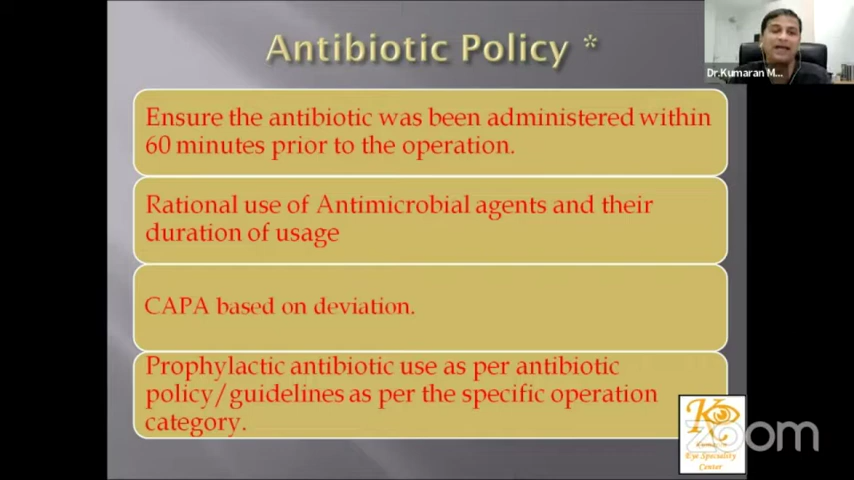 Antibiotic Policy *
Dr.Kumaran M...
Ensure the antibiotic was been administered within
60 minutes prior to the operation.
Rational use of Antimicrobial agents and their
duration of usage
CAPA based on deviation.
Prophylactic antibiotic use as per antibiotic
policy/guidelines as per the specific operation
category.
zoom
Eye Speciality
Center